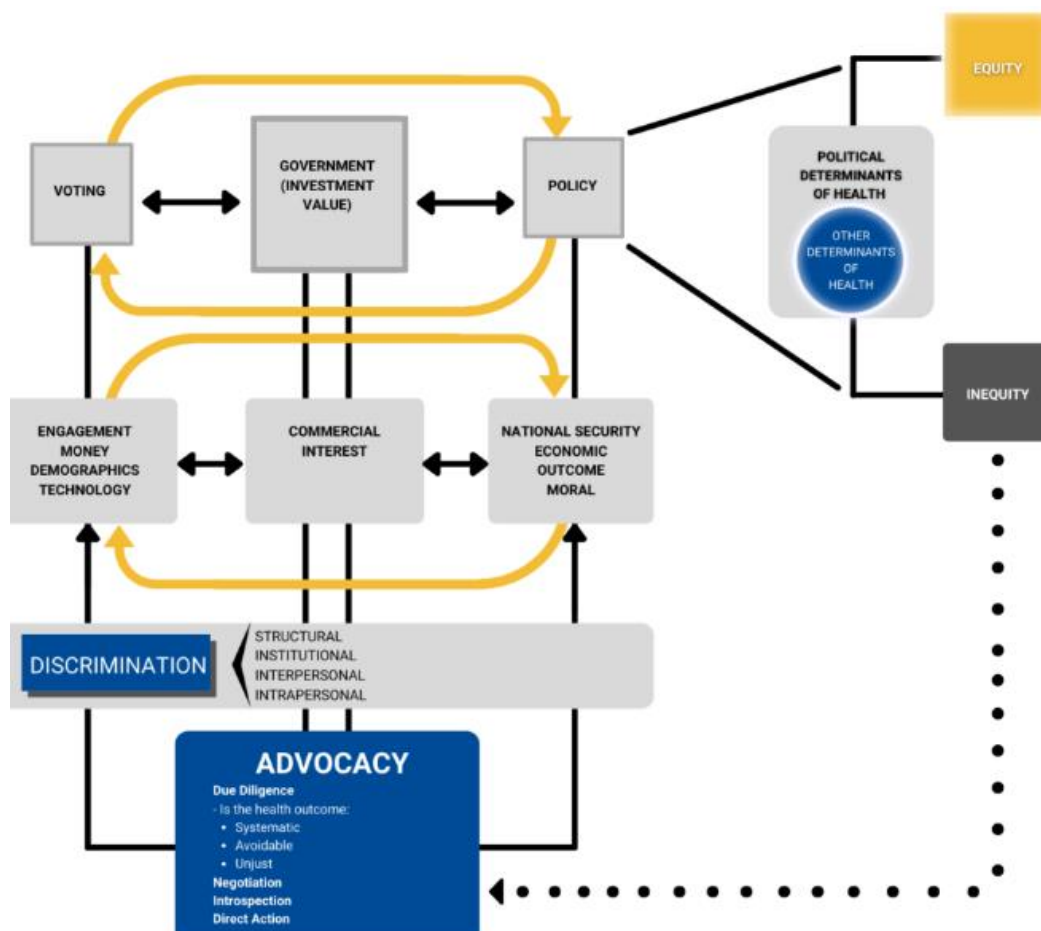 EQUITY
VOTING
GOVERNMENT
(INVESTMENT
VALUE)
POLICY
POLITICAL
DETERMINANTS
OF HEALTH
OTHER
DETERMINANTS
OF
HEALTH
INEQUITY
ENGAGEMENT
MONEY
DEMOGRAPHICS
TECHNOLOGY
COMMERCIAL
INTEREST
NATIONAL SECURITY
ECONOMIC
OUTCOME
MORAL
DISCRIMINATION
STRUCTURAL
INSTITUTIONAL
INTERPERSONAL
INTRAPERSONAL
ADVOCACY
Due Diligence
- Is the health outcome:
• Systematic
• Avoidable
• Unjust
Negotiation
Introspection
Direct Action